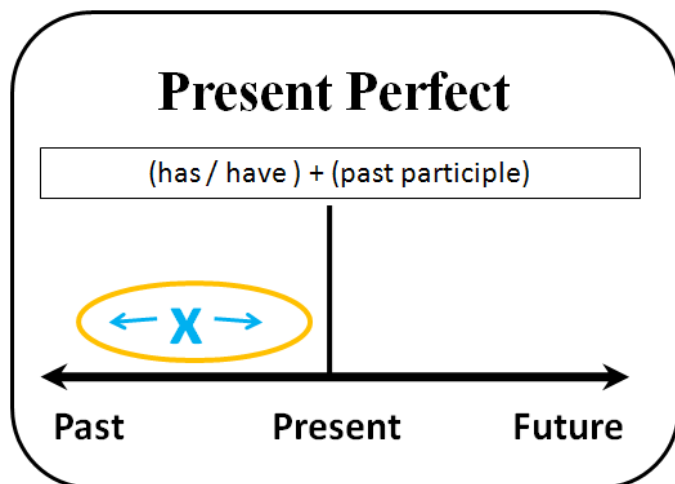 Present Perfect
(has / have ) + (past participle)
X
Past Present Future